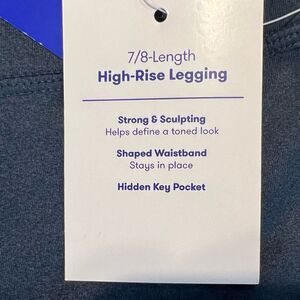 7/8-Length
High-Rise Legging
Strong & Sculpting
Helps define a toned look
Shaped Waistband
Stays in place
Hidden Key Pocket